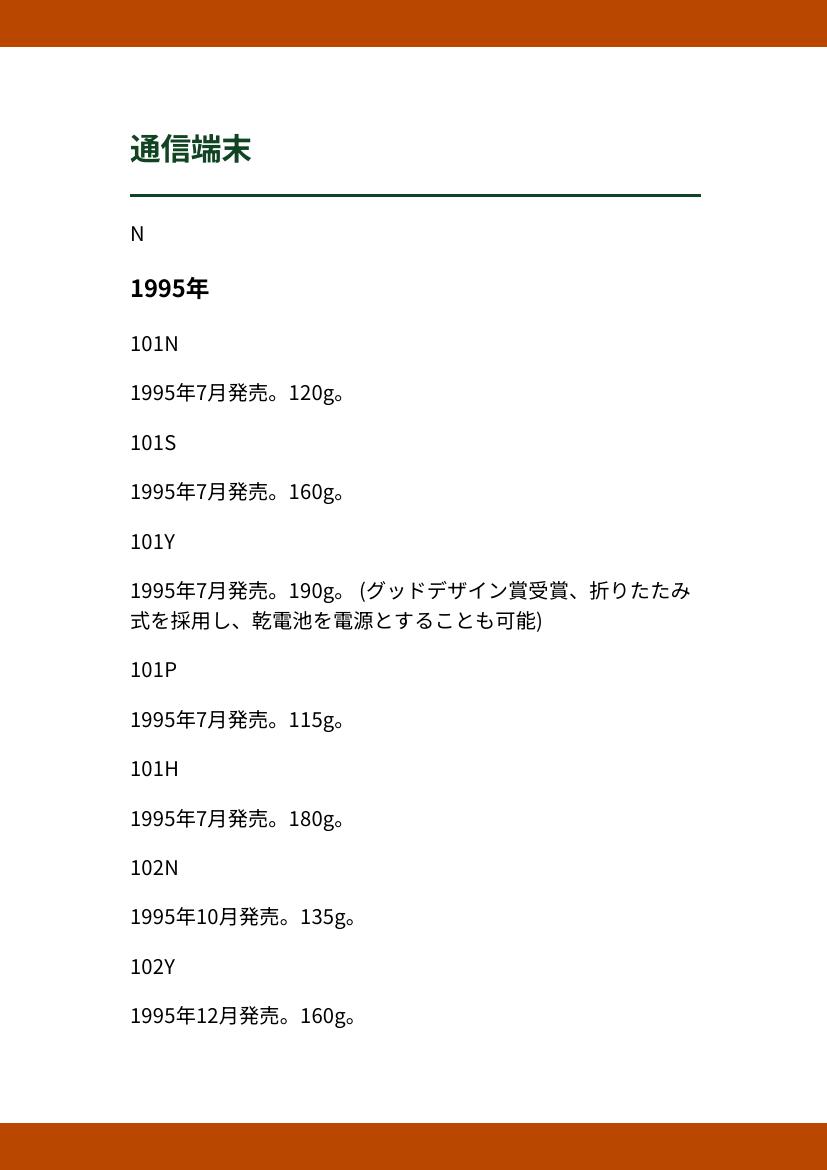 通信端末
N
1995年
101N
1995年7月発売。120g。
101S
1995年7月発売。160g。
101Y
1995年7月発売。190g。 (グッドデザイン賞受賞、折りたたみ
式を採用し、乾電池を電源とすることも可能)
101P
1995年7月発売。115g。
101H
1995年7月発売。180g。
102N
1995年10月発売。135g。
102Y
1995年12月発売。160g。